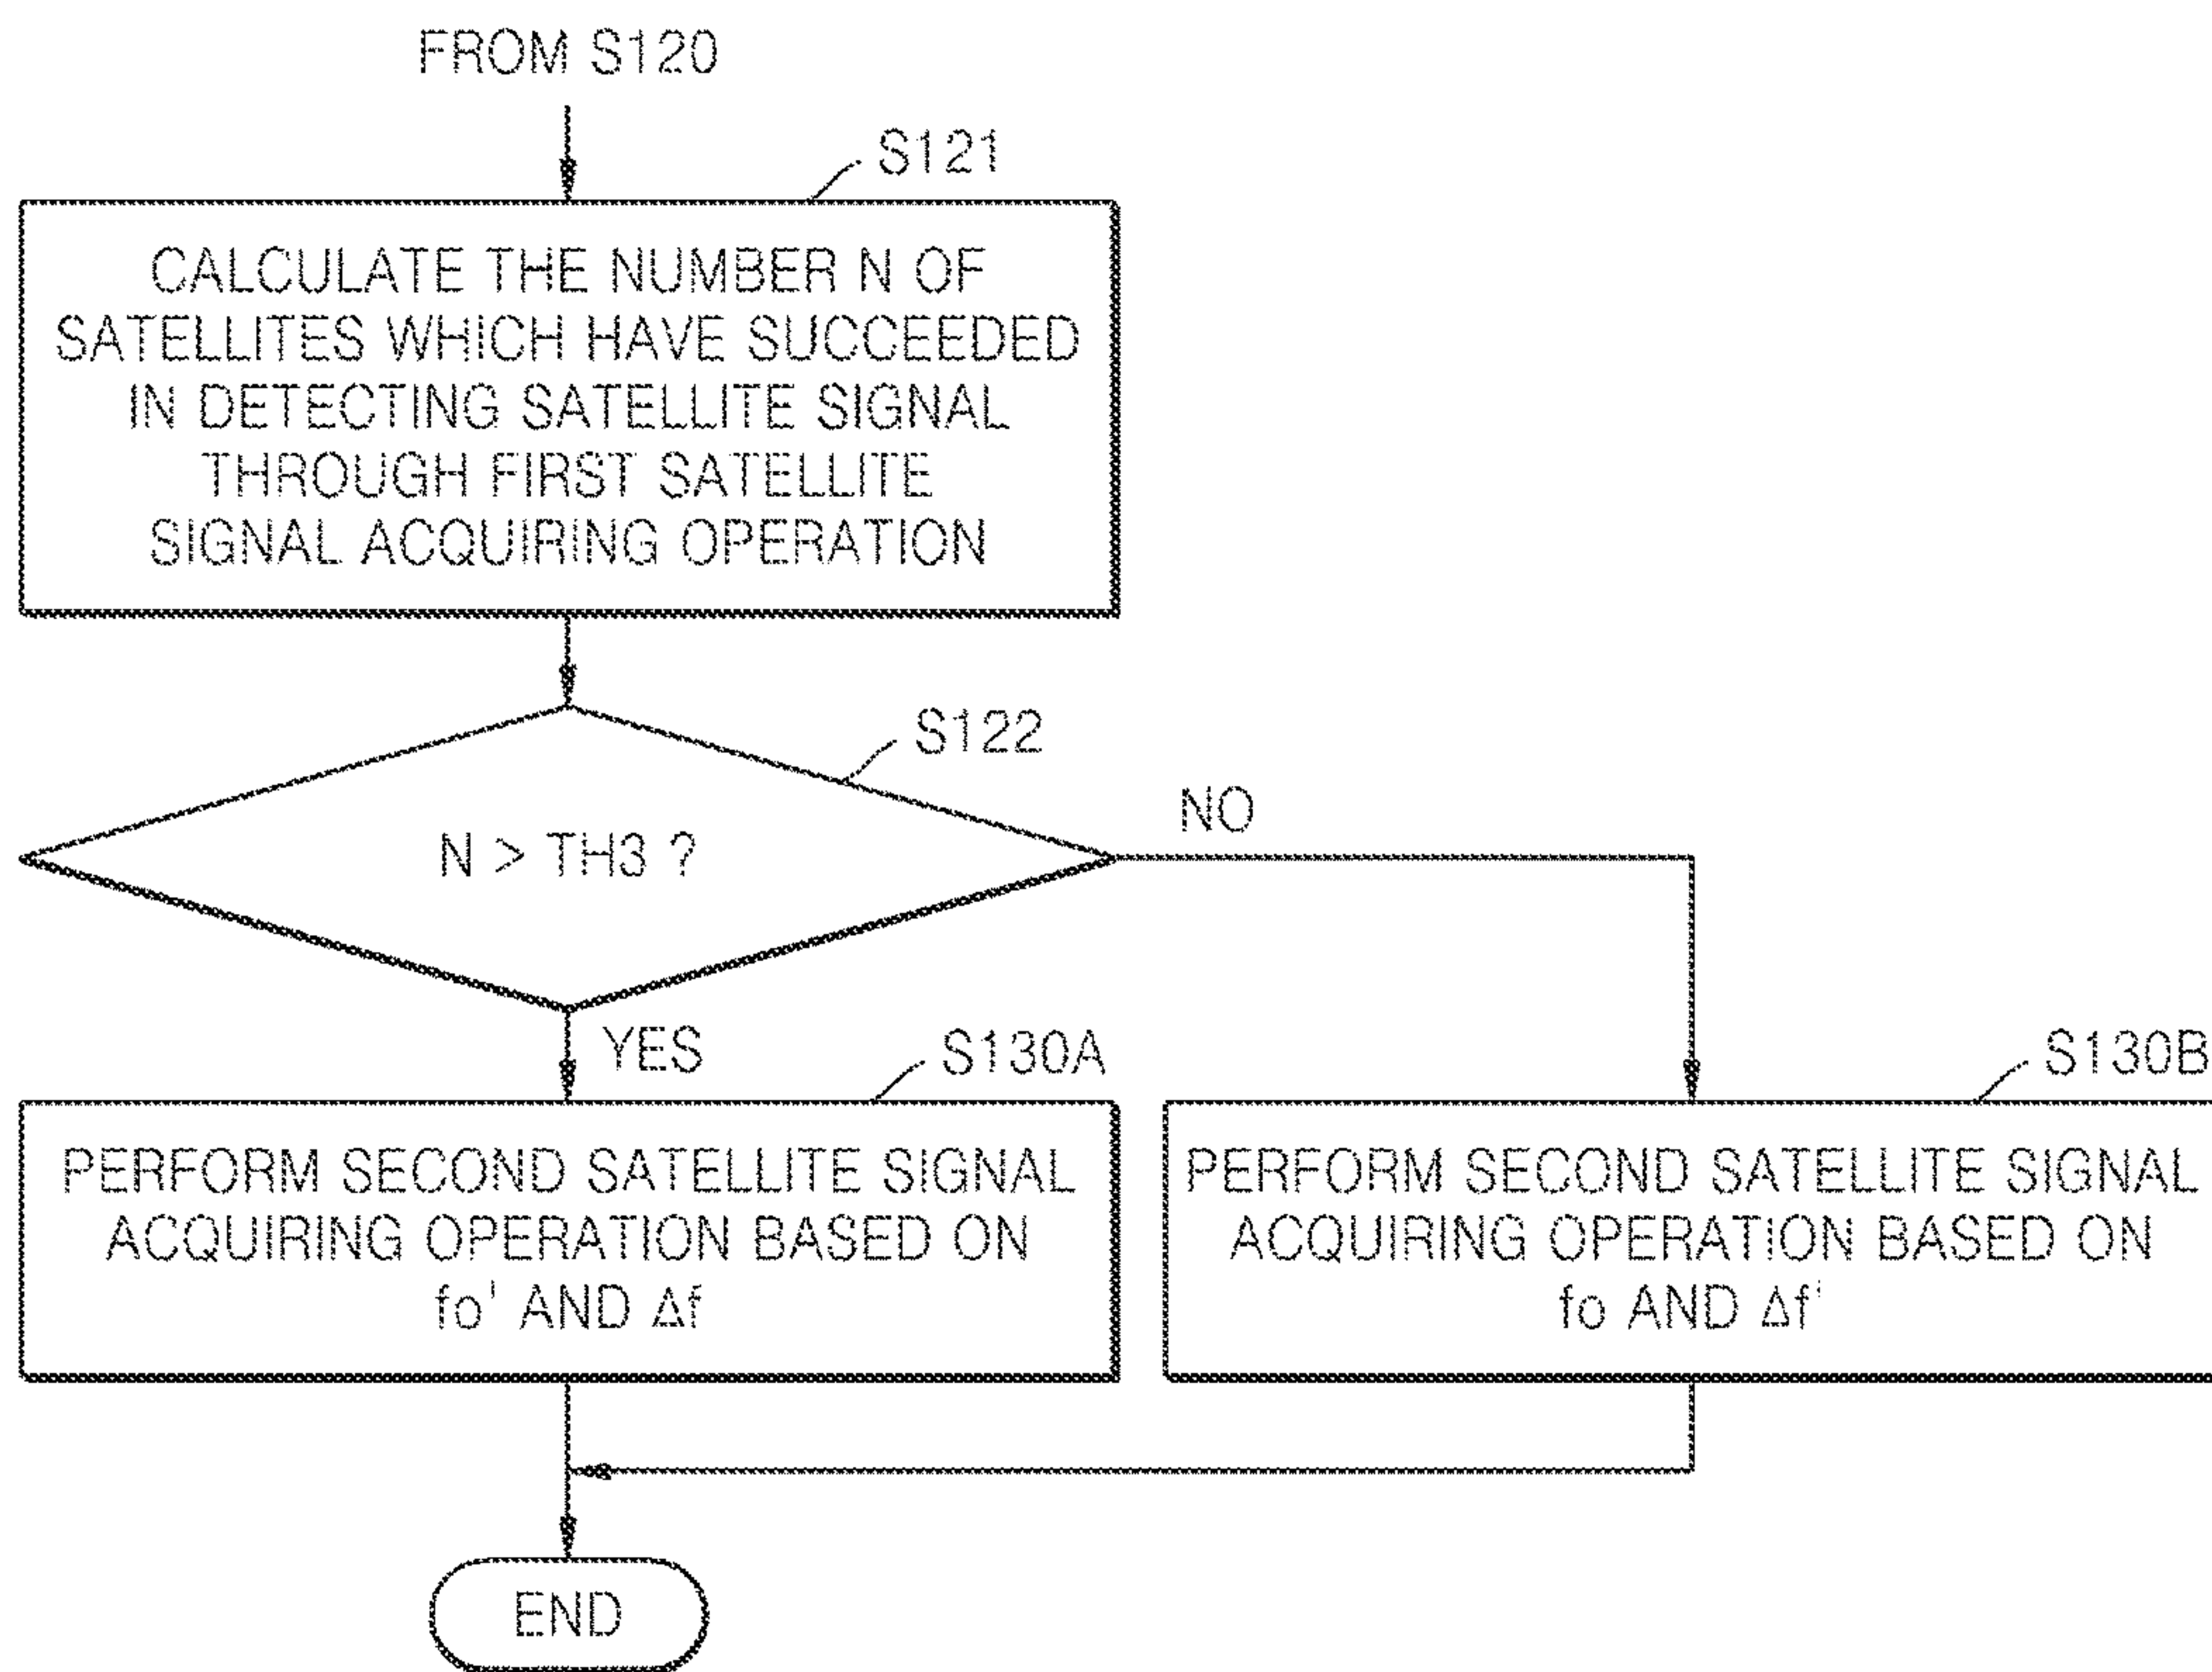 FROM S120
S121
CALCULATE THE NUMBER N OF
SATELLITES WHICH HAVE SUCCEEDED
IN DETECTING SATELLITE SIGNAL
THROUGH FIRST SATELLITE
SIGNAL ACQUIRING OPERATION
S122
N > TH3 ?
NO
YES
S130A
PERFORM SECOND SATELLITE SIGNAL
ACQUIRING OPERATION BASED ON
fo' AND Δf
S130B
PERFORM SECOND SATELLITE SIGNAL
ACQUIRING OPERATION BASED ON
fo AND Δf'
END